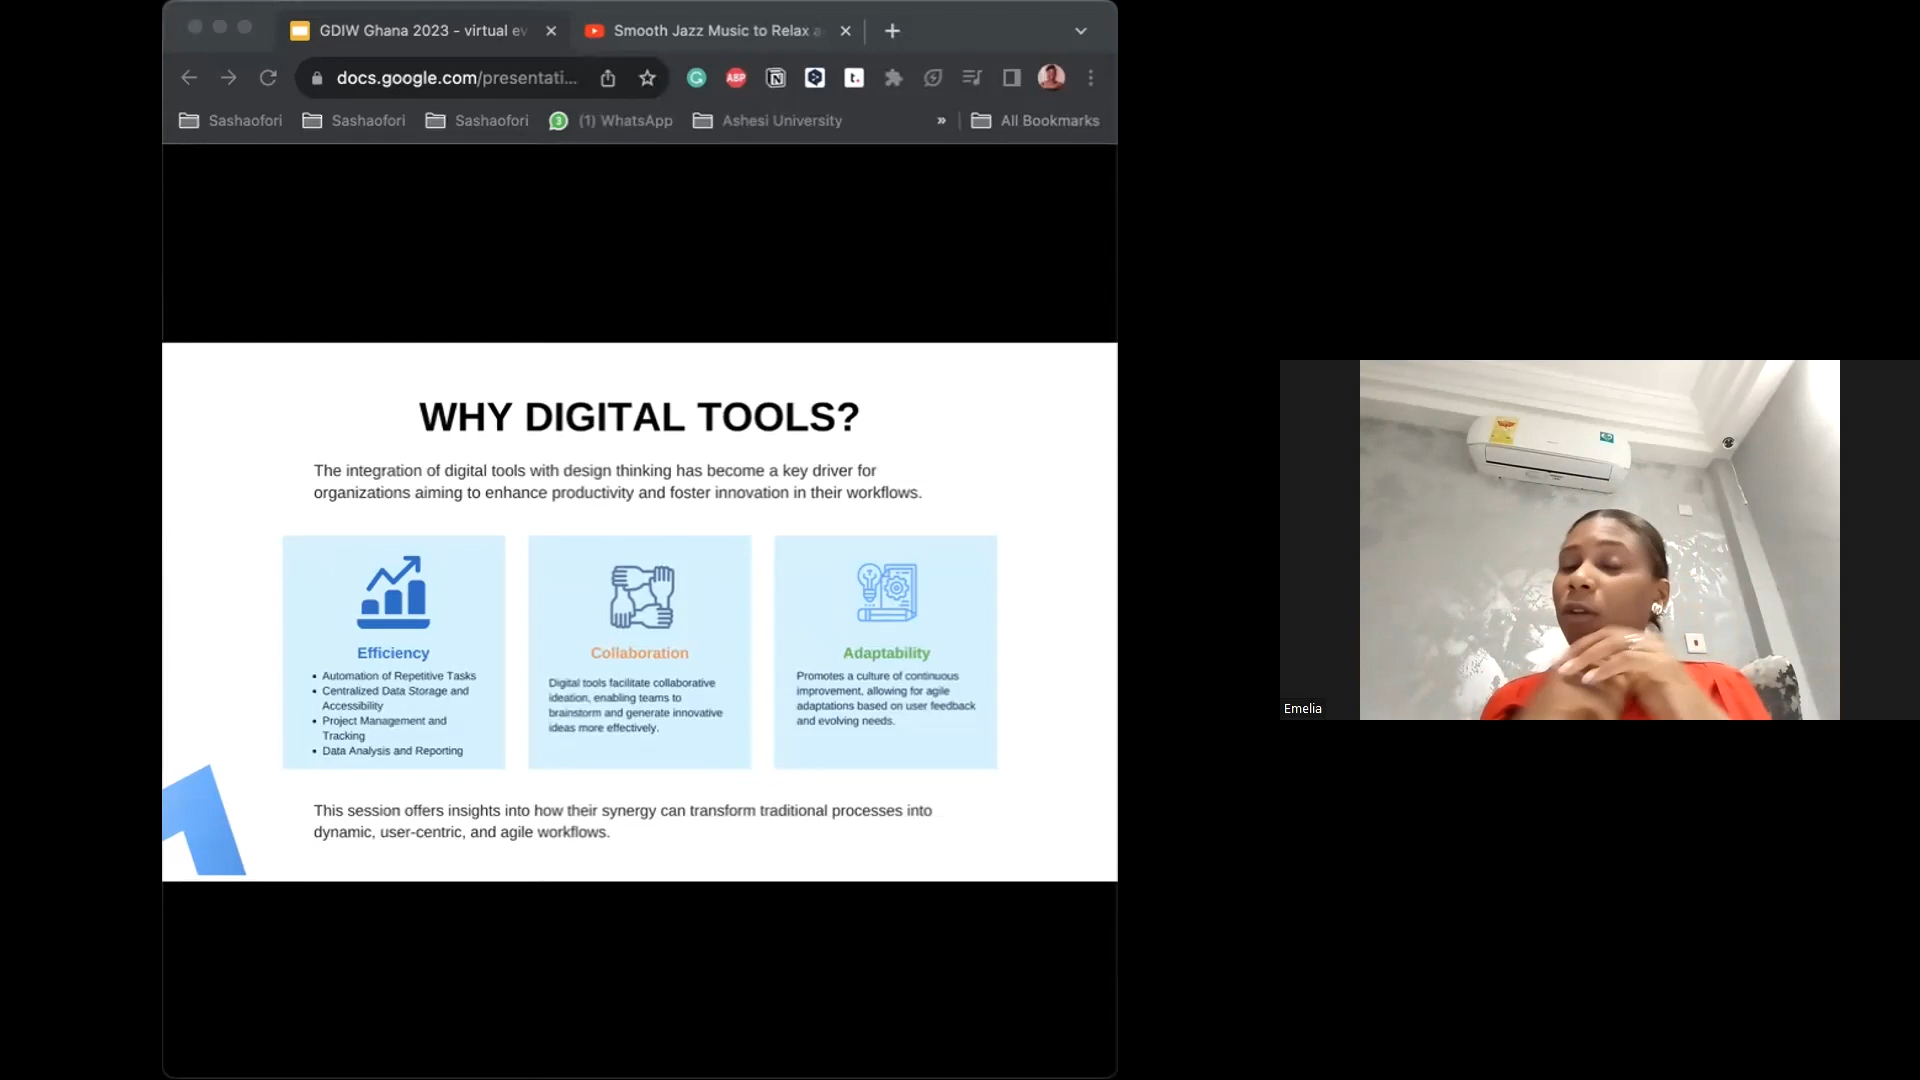 GDIW Ghana 2023 - virtual ev
Smooth Jazz Music to Relax a
docs.google.com/presentati...
ABP
t.
Sashaofori
Sashaofori
Sashaofori
3
(1) WhatsApp
Ashesi University
»
All Bookmarks
WHY DIGITAL TOOLS?
The integration of digital tools with design thinking has become a key driver for
organizations aiming to enhance productivity and foster innovation in their workflows.
Efficiency
• Automation of Repetitive Tasks
• Centralized Data Storage and
Accessibility
• Project Management and
Tracking
• Data Analysis and Reporting
Collaboration
Digital tools facilitate collaborative
ideation, enabling teams to
brainstorm and generate innovative
ideas more effectively.
Adaptability
Promotes a culture of continuous
improvement, allowing for agile
adaptations based on user feedback
and evolving needs.
This session offers insights into how their synergy can transform traditional processes into
dynamic, user-centric, and agile workflows.
Emelia